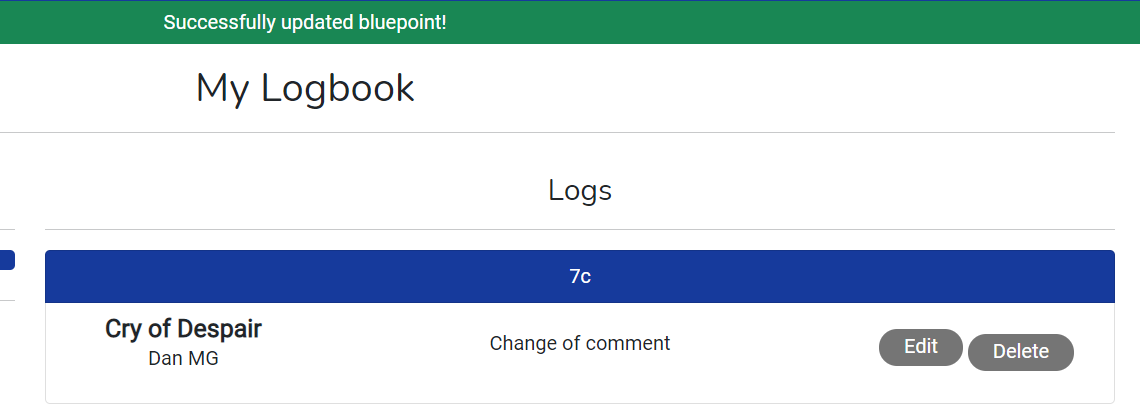 Successfully updated bluepoint!
My Logbook
Logs
7c
Cry of Despair
Dan MG
Change of comment
Edit
Delete